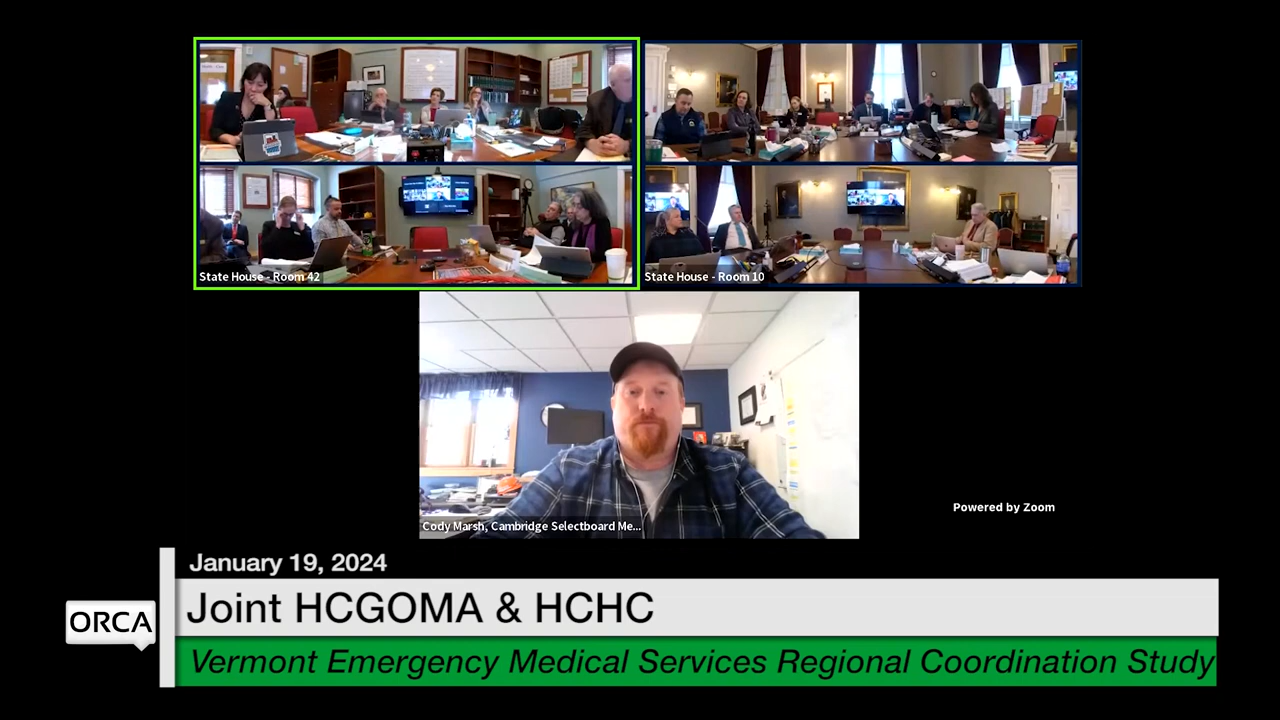 State House - Room 42
State House - Room 10
Cody Marsh, Cambridge Selectboard Me...
Powered by Zoom
January 19, 2024
ORCA
Joint HCGOMA & HCHC
Vermont Emergency Medical Services Regional Coordination Study